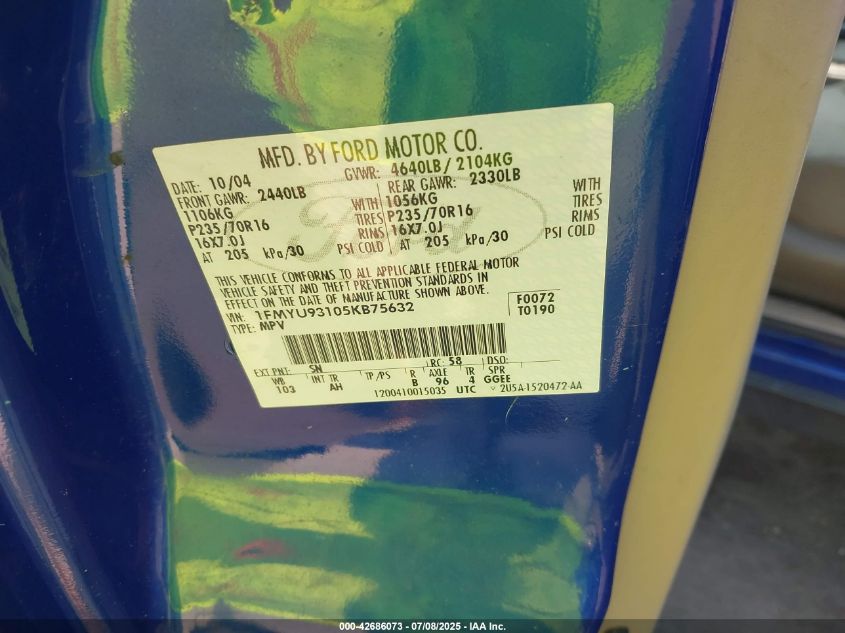 MFD. BY FORD MOTOR CO.
DATE: 10/04 GVWR: 4640LB/ 2104KG
FRONT GAWR: 2440LB REAR GAWR: 2330LB
1106KG WITH 1056KG WITH
P235/70R16 TIRES P235/70R16 TIRES
16X7.0J RIMS 16X7.0J RIMS
AT 205 kPa/30 PSI COLD AT 205 kPa/30 PSI COLD
THIS VEHICLE CONFORMS TO ALL APPLICABLE FEDERAL MOTOR
VEHICLE SAFETY AND THEFT PREVENTION STANDARDS IN
EFFECT ON THE DATE OF MANUFACTURE SHOWN ABOVE.
VIN: 1FMYU93105KB75632 F0072
TYPE: MPV T0190
EXT PNT: SN RC: 58 DSO:
WB INT TR TP/PS R AXLE TR SPR
103 AH B 96 4 GGEE
1200410015035 UTC 2U5A-1520472-AA
Ford
000-42686073 - 07/08/2025 - IAA Inc.